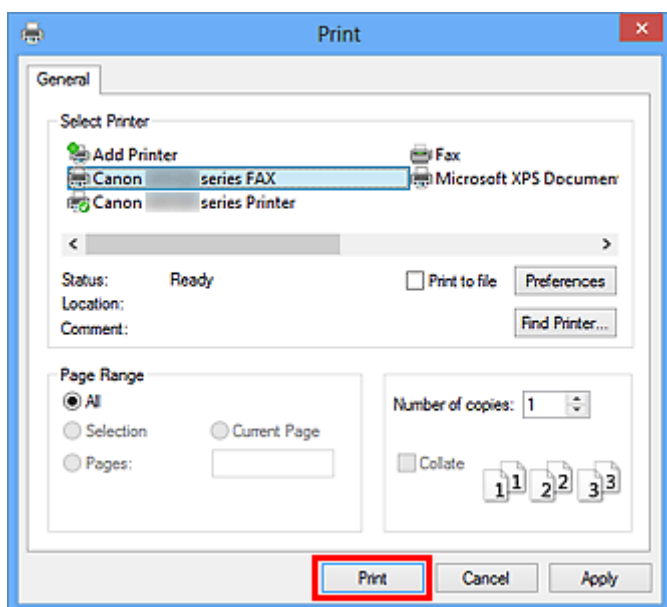 Print
General
Select Printer
Add Printer
Fax
Canon series FAX
Microsoft XPS Documen
Canon series Printer
Status: Ready
Print to file
Preferences
Location:
Comment:
Find Printer...
Page Range
All
Selection
Current Page
Pages:
Number of copies: 1
Collate
1 1 2 2 3 3
Print
Cancel
Apply